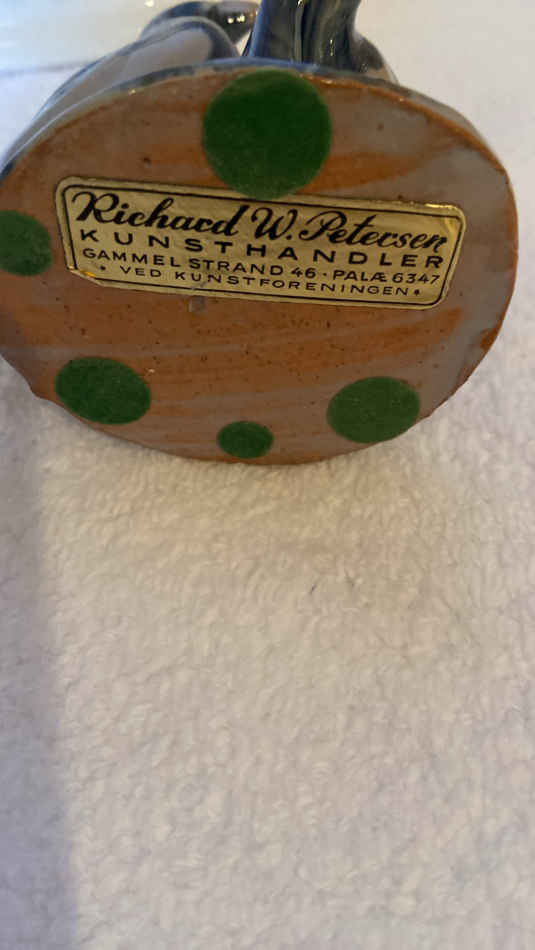 Richard W. Petersen
KUNSTHANDLER
GAMMEL STRAND 46 · PALÆ 6347
* VED KUNSTFORENINGEN *